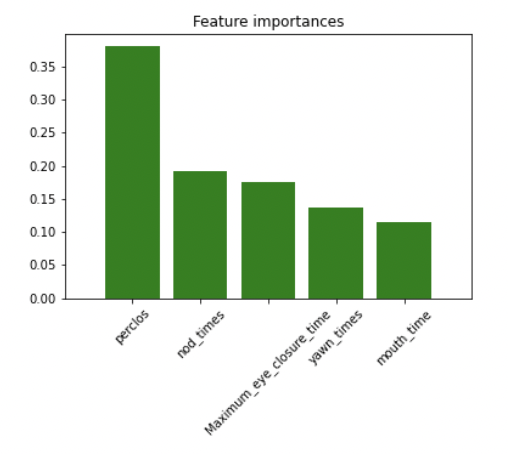 Feature importances
0.35
0.30
0.25
0.20
0.15
0.10
0.05
0.00
perclos
nod_times
Maximum_eye_closure_time
yawn_times
mouth_time